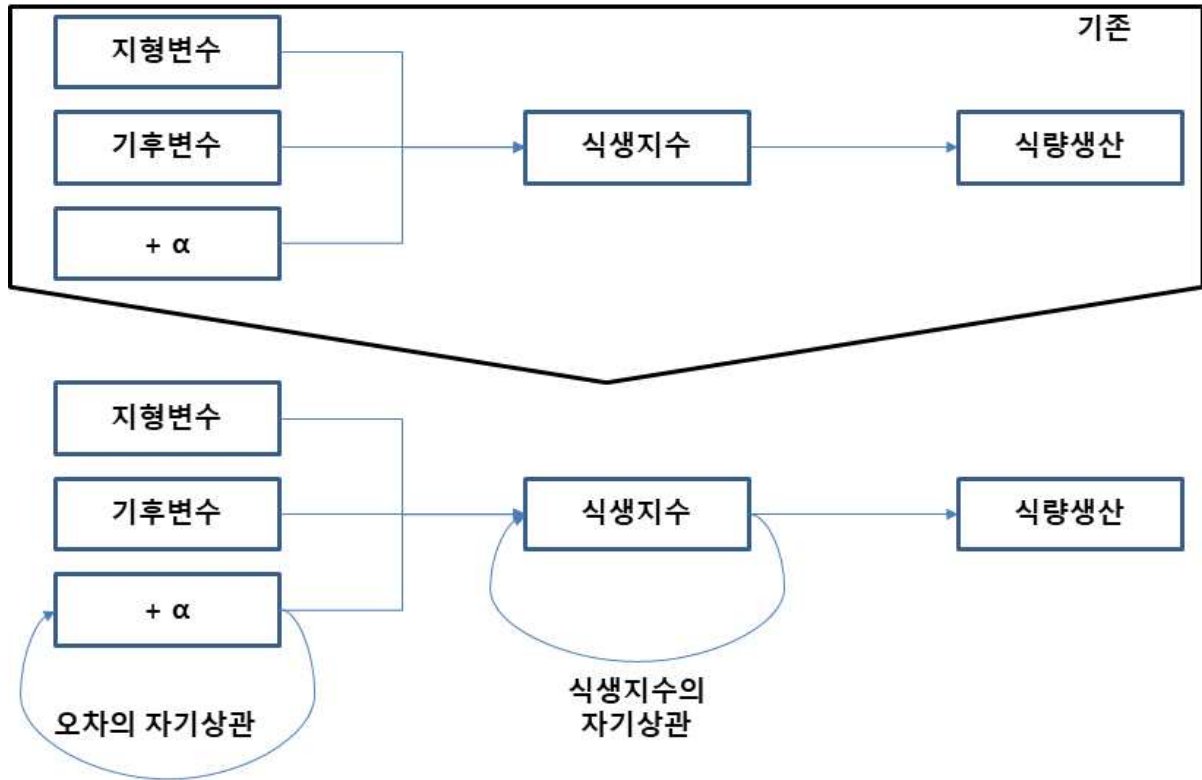 기존
지형변수
기후변수
+ α
식생지수
식량생산
지형변수
기후변수
+ α
식생지수
식량생산
오차의 자기상관
식생지수의
자기상관